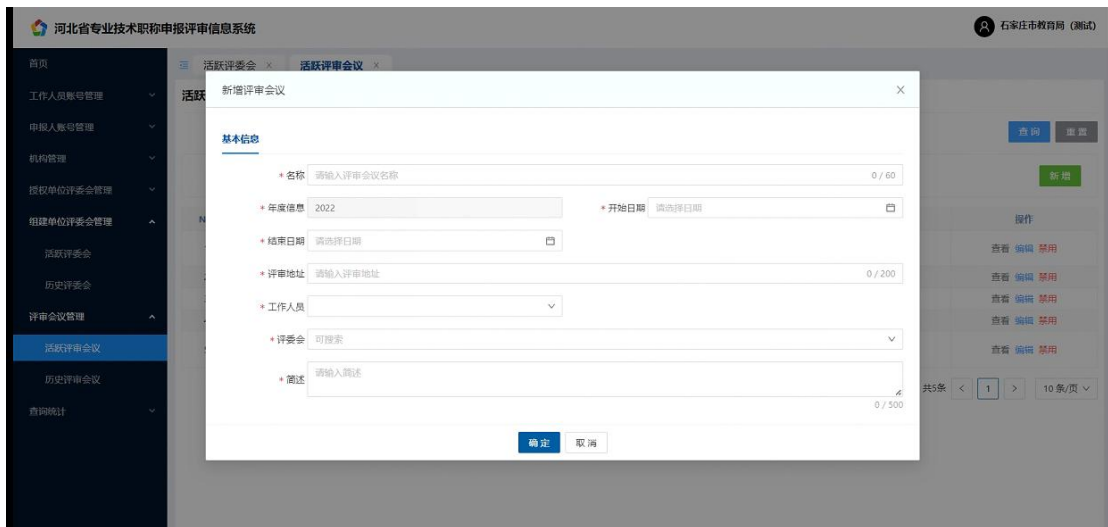 河北省专业技术职称申报评审信息系统
石家庄市教育局 (测试)
首页
工作人员账号管理
申报人账号管理
机构管理
授权单位评委会管理
组建单位评委会管理
活跃评委会
历史评委会
评审会议管理
活跃评审会议
历史评审会议
查询统计
活跃评委会 × 活跃评审会议 ×
活跃
查询 重置
新增
操作
查看 编辑 禁用
查看 编辑 禁用
查看 编辑 禁用
查看 编辑 禁用
查看 编辑 禁用
共5条 < 1 > 10 条/页
新增评审会议 ×
基本信息
* 名称 请输入评审会议名称 0 / 60
* 年度信息 2022 * 开始日期 请选择日期
* 结束日期 请选择日期
* 评审地址 请输入评审地址 0 / 200
* 工作人员
* 评委会 可搜索
* 简述 请输入简述
0 / 500
确定 取消